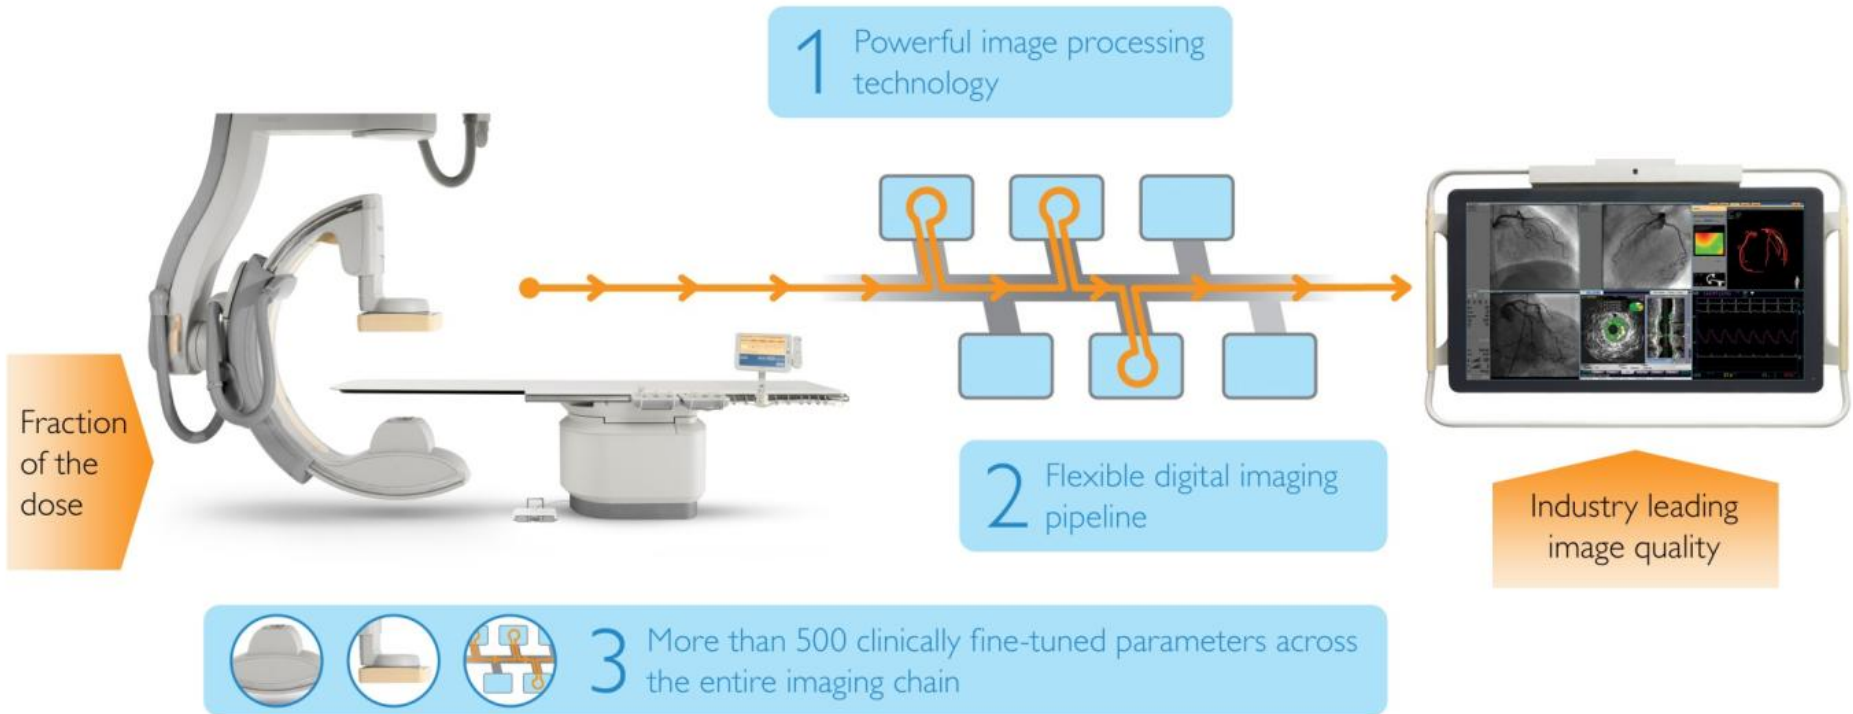 1 Powerful image processing
technology
Fraction
of the
dose
2 Flexible digital imaging
pipeline
Industry leading
image quality
3 More than 500 clinically fine-tuned parameters across
the entire imaging chain